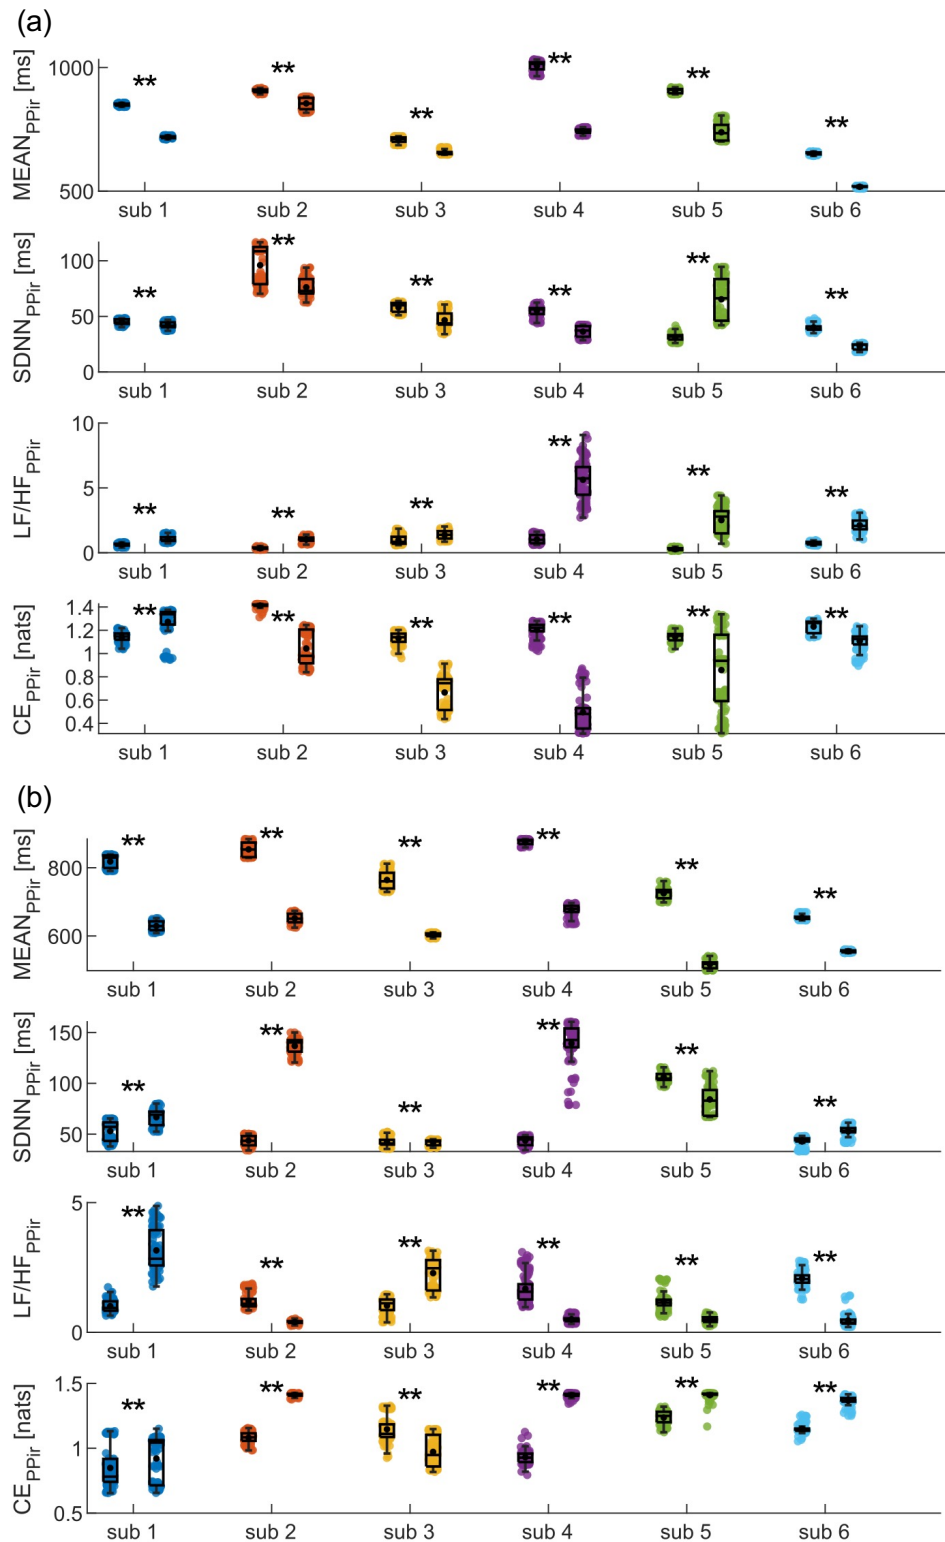 (a)
MEAN_PPir [ms]
1000
500
** ** ** ** ** **
sub 1 sub 2 sub 3 sub 4 sub 5 sub 6
SDNN_PPir [ms]
100
50
0
** ** ** ** ** **
sub 1 sub 2 sub 3 sub 4 sub 5 sub 6
LF/HF_PPir
10
5
0
** ** ** ** ** **
sub 1 sub 2 sub 3 sub 4 sub 5 sub 6
CE_PPir [nats]
1.4
1.2
1
0.8
0.6
0.4
** ** ** ** ** **
sub 1 sub 2 sub 3 sub 4 sub 5 sub 6
(b)
MEAN_PPir [ms]
800
600
** ** ** ** ** **
sub 1 sub 2 sub 3 sub 4 sub 5 sub 6
SDNN_PPir [ms]
150
100
50
** ** ** ** ** **
sub 1 sub 2 sub 3 sub 4 sub 5 sub 6
LF/HF_PPir
5
0
** ** ** ** ** **
sub 1 sub 2 sub 3 sub 4 sub 5 sub 6
CE_PPir [nats]
1.5
1
0.5
** ** ** ** ** **
sub 1 sub 2 sub 3 sub 4 sub 5 sub 6